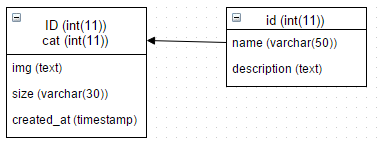 ID (int(11))
cat (int(11))
img (text)
size (varchar(30))
created_at (timestamp)
id (int(11))
name (varchar(50))
description (text)